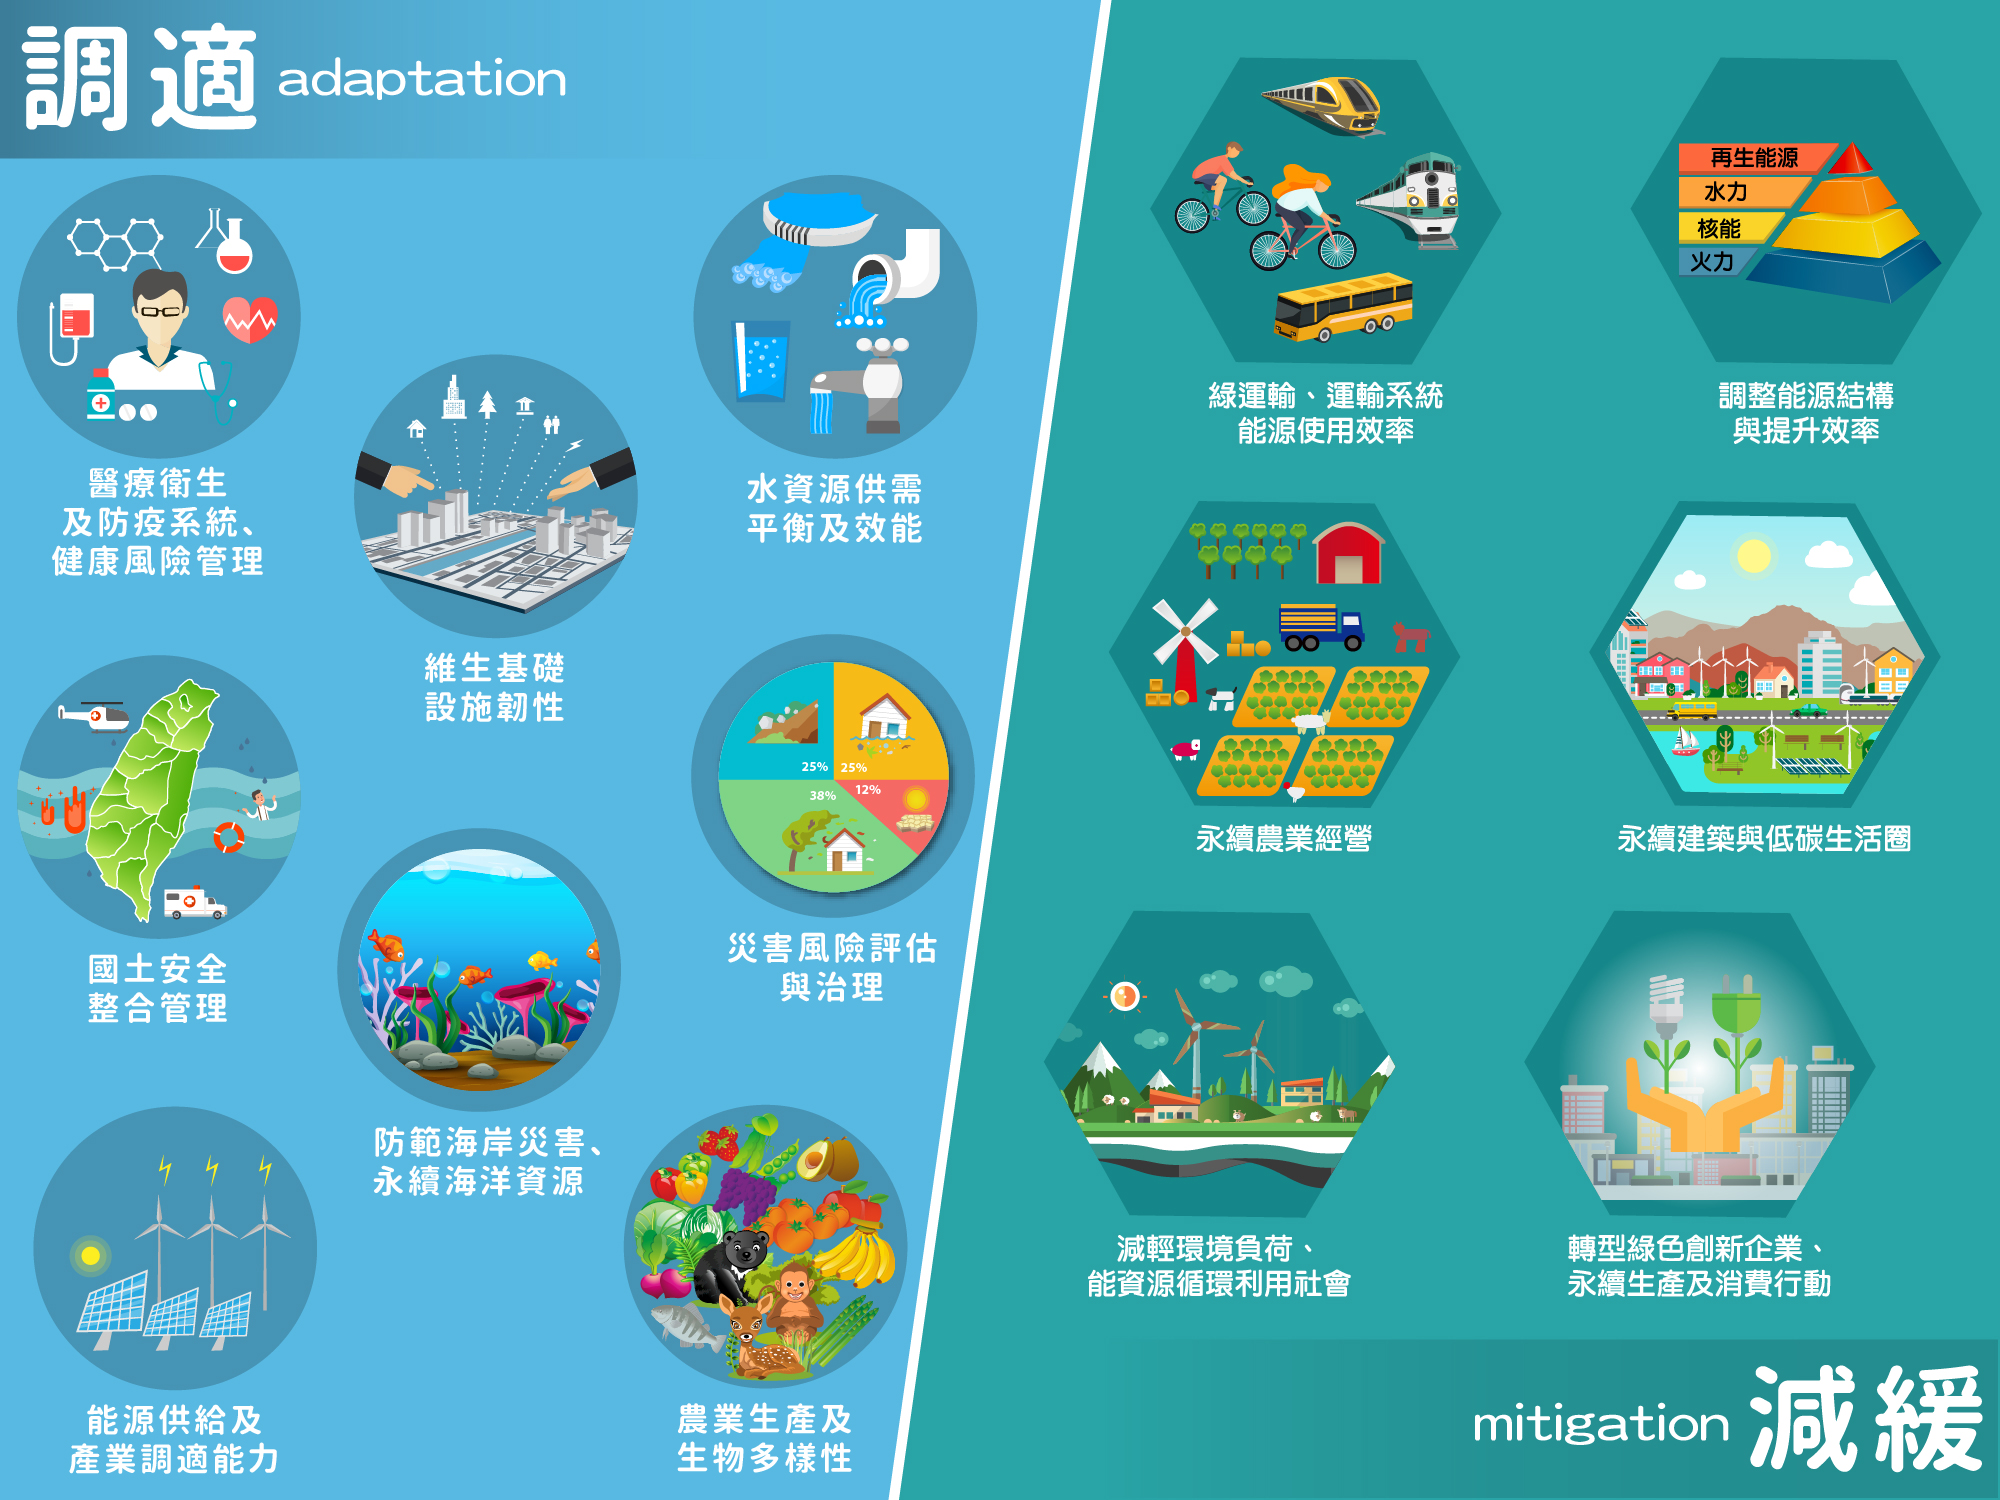 調適 adaptation
醫療衛生
及防疫系統、
健康風險管理
維生基礎
設施韌性
水資源供需
平衡及效能
國土安全
整合管理
25%
25%
38%
12%
災害風險評估
與治理
防範海岸災害、
永續海洋資源
能源供給及
產業調適能力
農業生產及
生物多樣性
綠運輸、運輸系統
能源使用效率
再生能源
水力
核能
火力
調整能源結構
與提升效率
永續農業經營
永續建築與低碳生活圈
減輕環境負荷、
能資源循環利用社會
轉型綠色創新企業、
永續生產及消費行動
mitigation 減緩